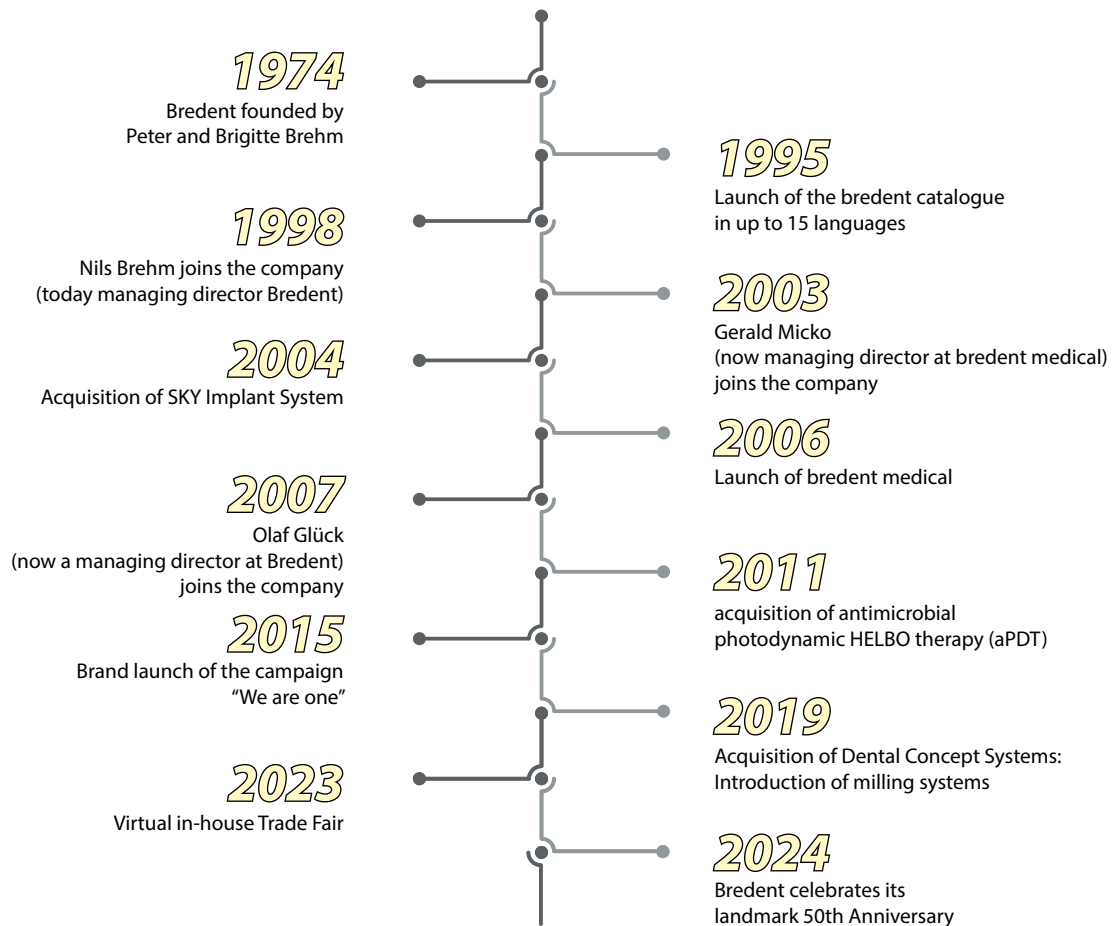 1974
Bredent founded by
Peter and Brigitte Brehm
1995
Launch of the bredent catalogue
in up to 15 languages
1998
Nils Brehm joins the company
(today managing director Bredent)
2003
Gerald Micko
(now managing director at bredent medical)
joins the company
2004
Acquisition of SKY Implant System
2006
Launch of bredent medical
2007
Olaf Glück
(now a managing director at Bredent)
joins the company
2011
acquisition of antimicrobial
photodynamic HELBO therapy (aPDT)
2015
Brand launch of the campaign
“We are one”
2019
Acquisition of Dental Concept Systems:
Introduction of milling systems
2023
Virtual in-house Trade Fair
2024
Bredent celebrates its
landmark 50th Anniversary